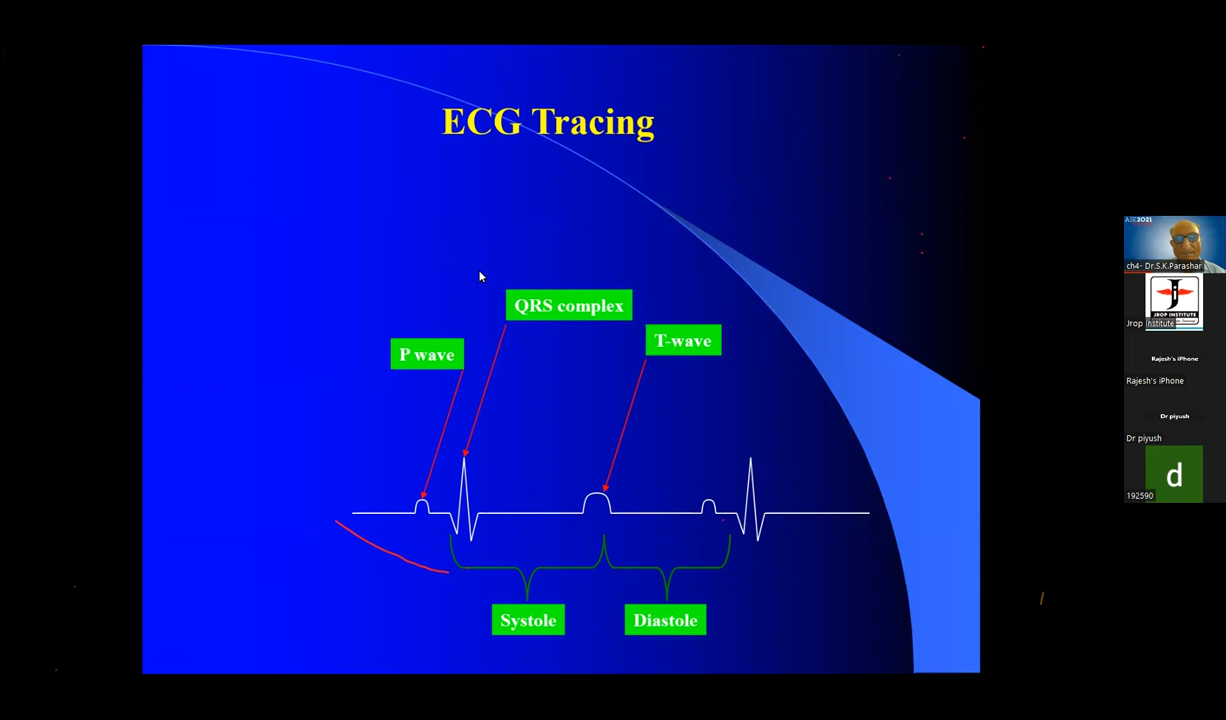 ECG Tracing
QRS complex
T-wave
P wave
Systole
Diastole
ASE2021
ch4- Dr.S.K.Parashar
J
JROP INSTITUTE
Jrop Institute
Rajesh's iPhone
Rajesh's iPhone
Dr piyush
Dr piyush
d
192590